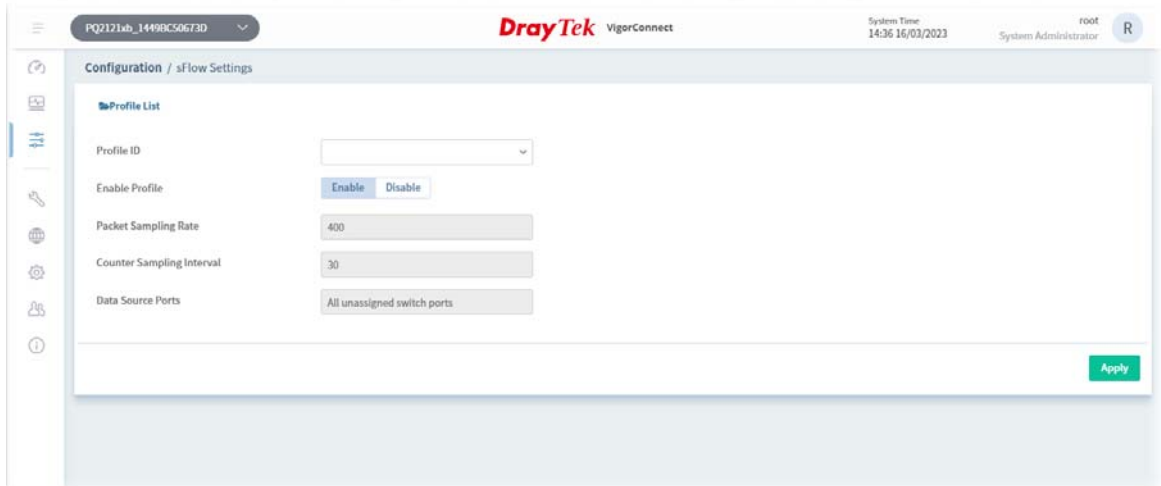 PQ2121xb_1449BC50673D
DrayTek VigorConnect
System Time
14:36 16/03/2023
root
System Administrator
R
Configuration / sFlow Settings
Profile List
Profile ID
Enable Profile
Enable
Disable
Packet Sampling Rate
400
Counter Sampling Interval
30
Data Source Ports
All unassigned switch ports
Apply